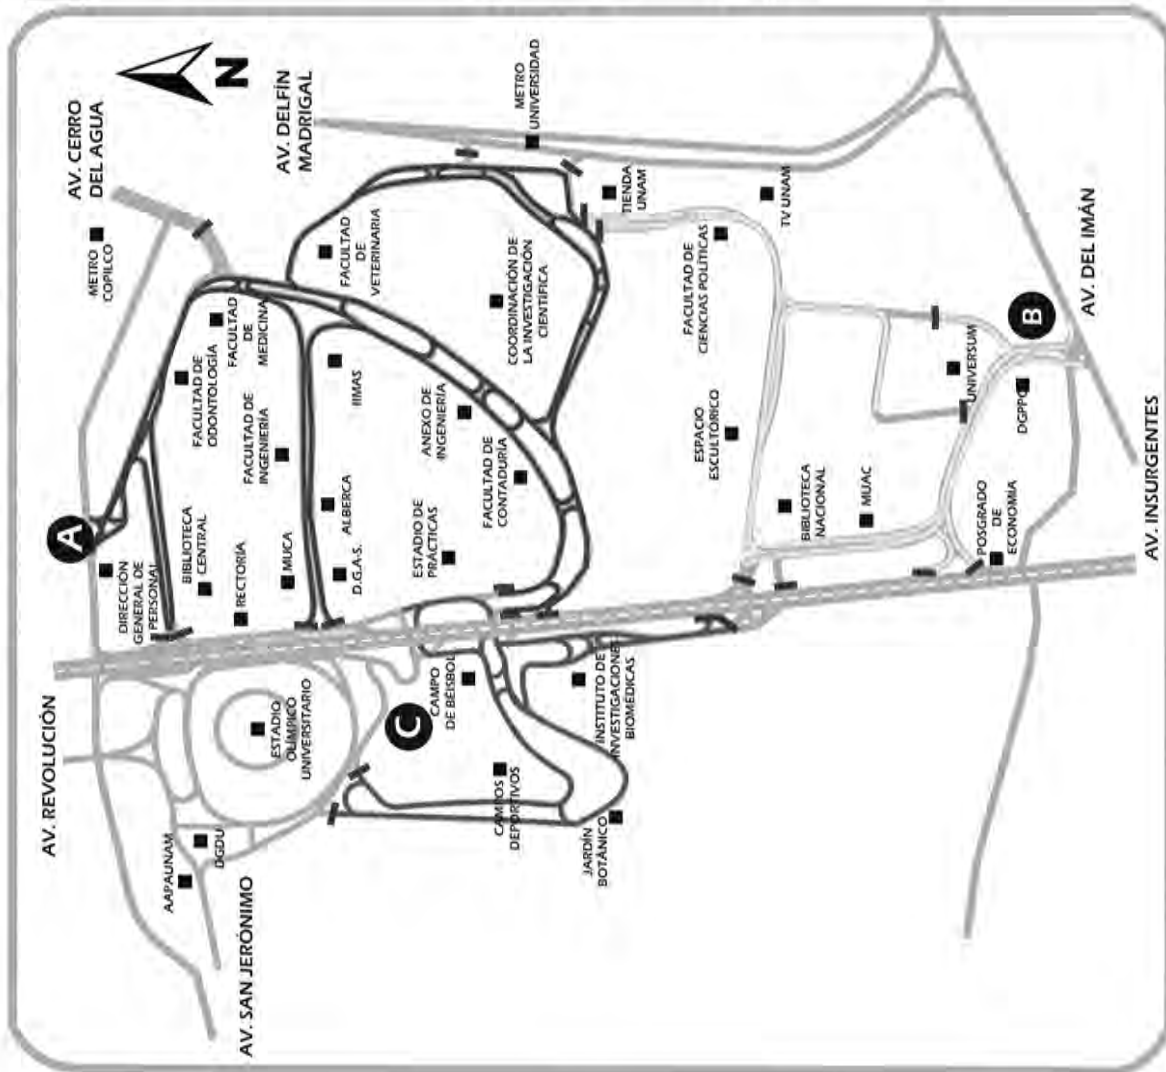 AV. CERRO
DEL AGUA
METRO
COPILCO
N
AV. DELFÍN
MADRIGAL
METRO
UNIVERSIDAD
A
DIRECCIÓN
GENERAL DE
PERSONAL
FACULTAD DE
ODONTOLOGÍA
FACULTAD
DE
MEDICINA
FACULTAD
DE
VETERINARIA
TIENDA
UNAM
TV UNAM
BIBLIOTECA
CENTRAL
RECTORÍA
FACULTAD DE
INGENIERÍA
MUCA
IIMAS
ALBERCA
D.G.A.S.
COORDINACIÓN DE
LA INVESTIGACIÓN
CIENTÍFICA
ANEXO DE
INGENIERÍA
FACULTAD DE
CONTADURÍA
ESTADIO DE
PRÁCTICAS
FACULTAD DE
CIENCIAS POLÍTICAS
ESPACIO
ESCULTÓRICO
BIBLIOTECA
NACIONAL
MUAC
UNIVERSUM
B
DGPPO
POSGRADO
DE
ECONOMÍA
AV. DEL IMÁN
AV. INSURGENTES
AV. REVOLUCIÓN
ESTADIO
OLÍMPICO
UNIVERSITARIO
C
CAMPO
DE BÉISBOL
INSTITUTO DE
INVESTIGACIONES
BIOMÉDICAS
CAMPOS
DEPORTIVOS
JARDÍN
BOTÁNICO
AAPAUNAM
DGDU
AV. SAN JERÓNIMO